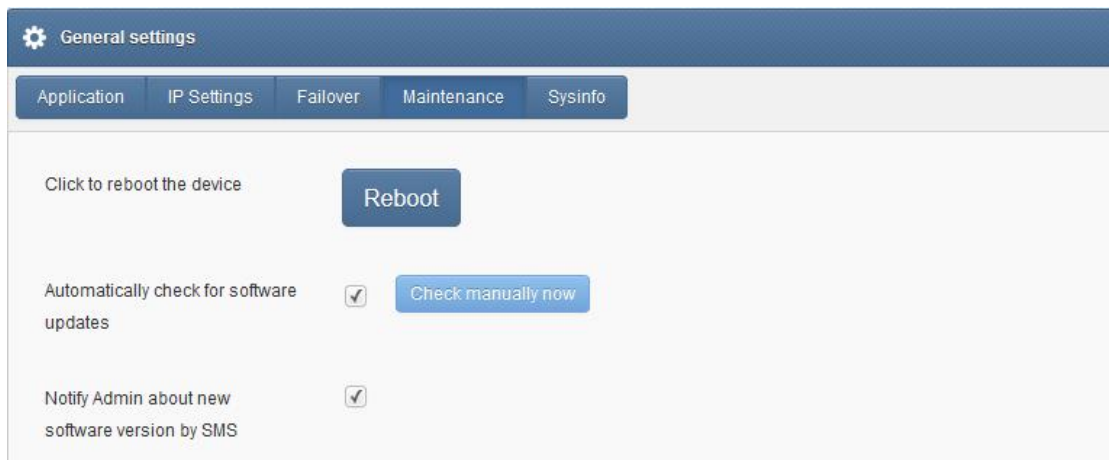 General settings
Application IP Settings Failover Maintenance Sysinfo
Click to reboot the device Reboot
Automatically check for software Check manually now
updates
Notify Admin about new
software version by SMS